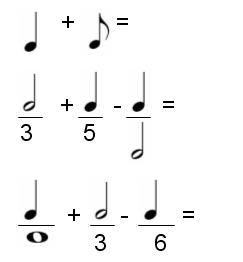 ♩ + ♪ =
𝅗𝅥/3 + ♩/5 - ♩/𝅗𝅥 =
♩/𝅝 + 𝅗𝅥/3 - ♩/6 =